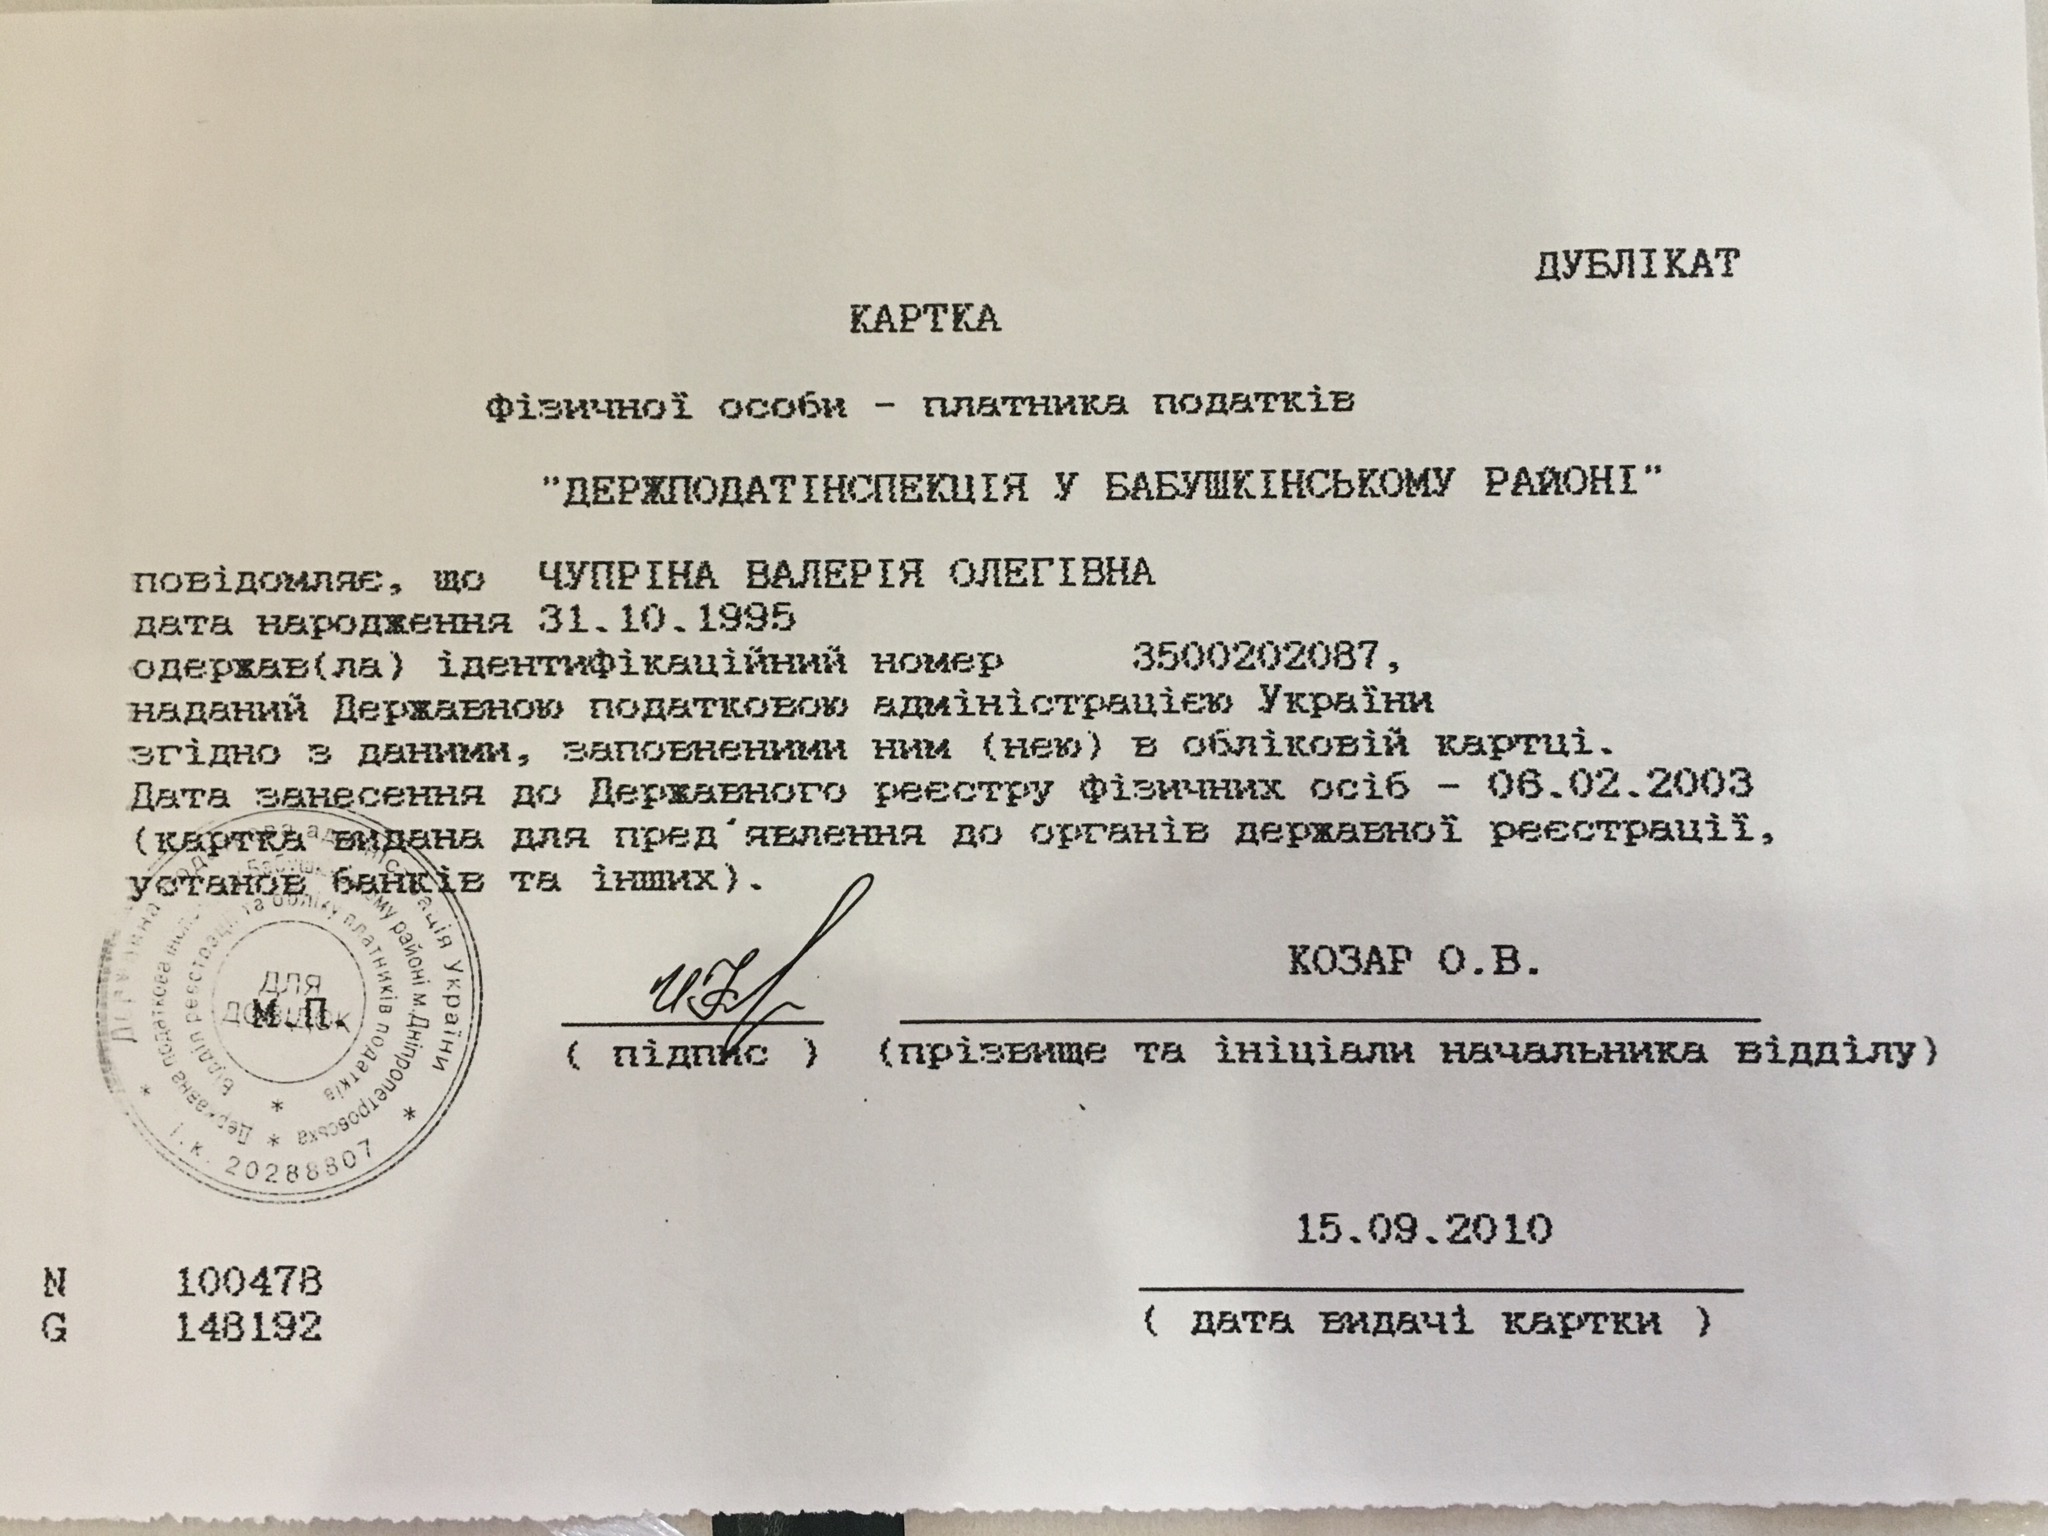 ДУБЛІКАТ
КАРТКА
Фізичної особи - платника податків
"ДЕРЖПОДАТІНСПЕКЦІЯ У БАБУШКІНСЬКОМУ РАЙОНІ"
повідомляє, що ЧУПРІНА ВАЛЕРІЯ ОЛЕГІВНА
дата народження 31.10.1995
одержав(ла) ідентифікаційний номер 3500202087,
наданий Державною податковою адміністрацією України
згідно з даними, заповненими ним (нею) в обліковій картці.
Дата занесення до Державного реєстру Фізичних осіб - 06.02.2003
(картка видана для пред'явлення до органів державної реєстрації,
установ банків та інших).
КОЗАР О.В.
М.П.
( підпис ) (прізвище та ініціали начальника відділу)
ДЛЯ
ДОВІДОК
України
районі м.Дніпропетровська
Відділ реєстрації та обліку платників податків
Державна податкова
і.к. 20288807
15.09.2010
( дата видачі картки )
N 100478
G 148192